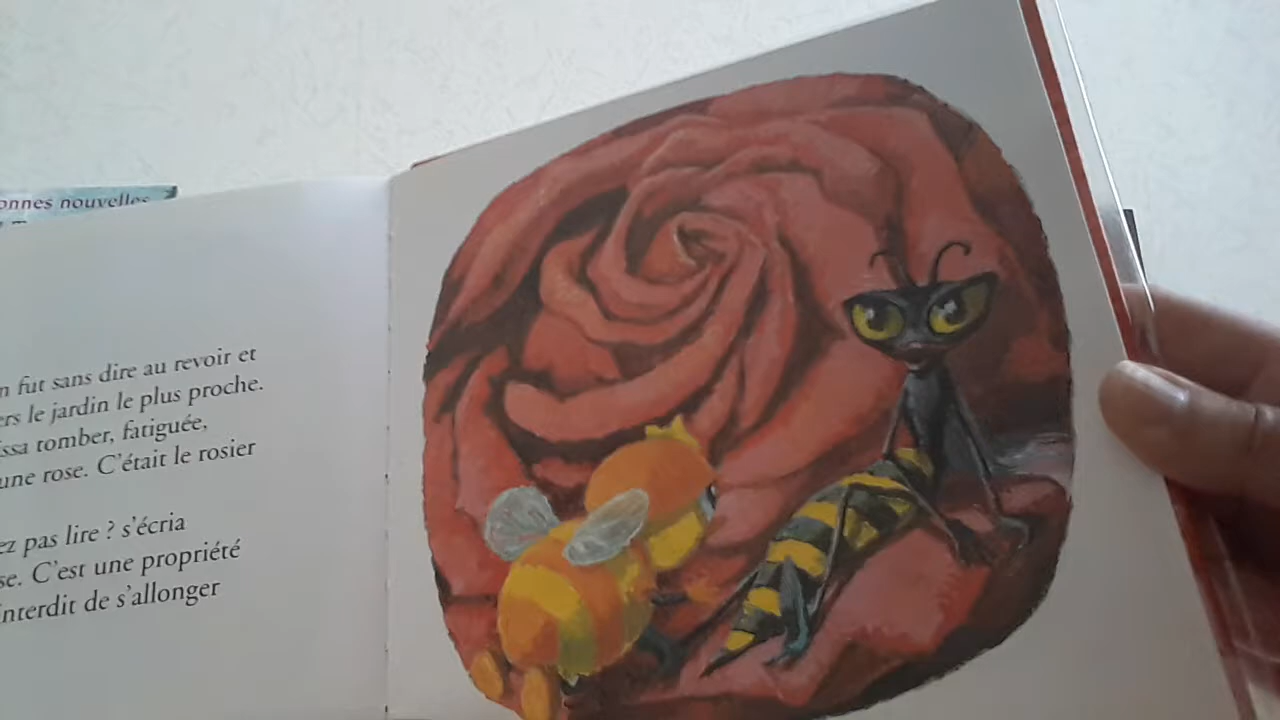 onnes nouvelles
n fut sans dire au revoir et
ers le jardin le plus proche.
issa tomber, fatiguée,
une rose. C'était le rosier
ez pas lire ? s'écria
se. C'est une propriété
interdit de s'allonger